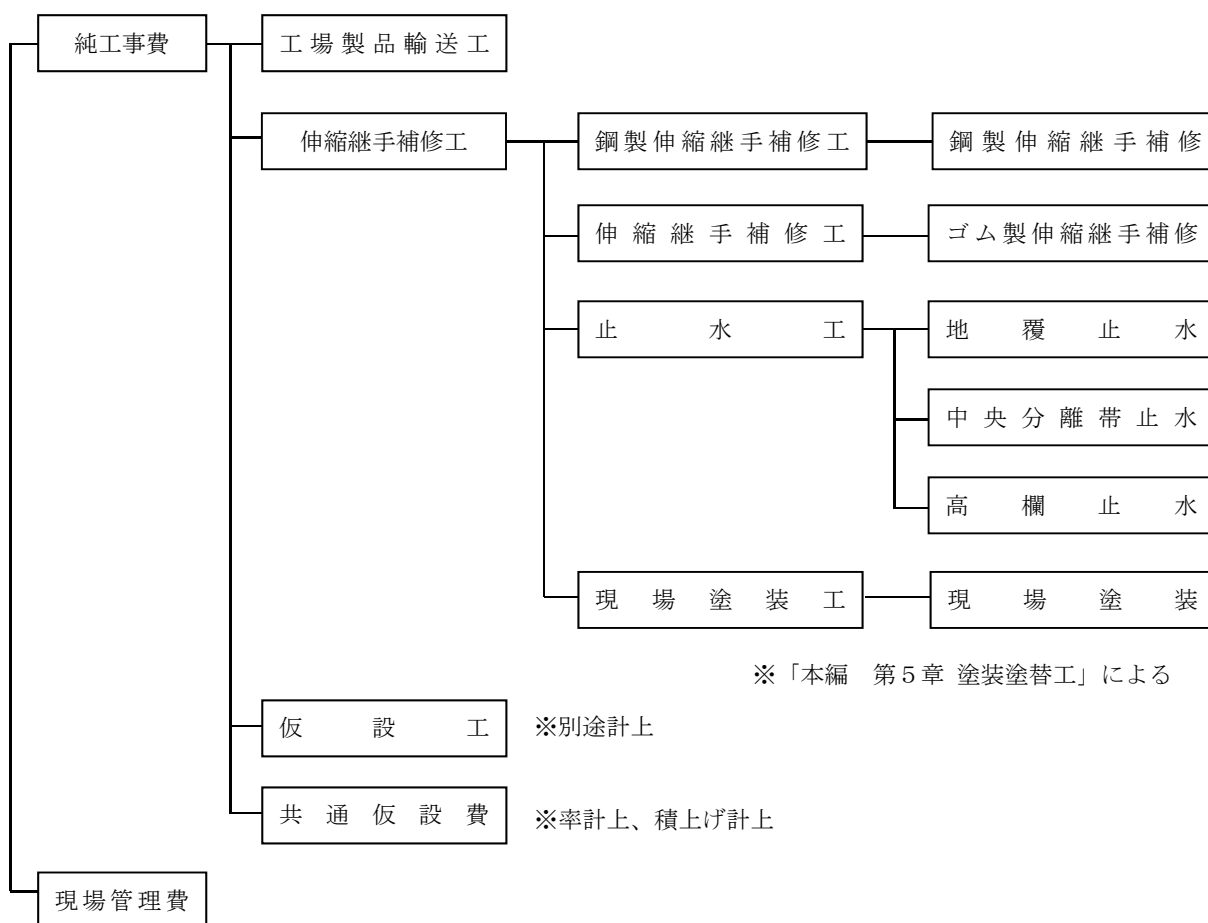 純工事費
工場製品輸送工
伸縮継手補修工
鋼製伸縮継手補修工
鋼製伸縮継手補修
伸縮継手補修工
ゴム製伸縮継手補修
止水工
地覆止水
中央分離帯止水
高欄止水
現場塗装工
現場塗装
※「本編　第５章 塗装塗替工」による
仮設工
※別途計上
共通仮設費
※率計上、積上げ計上
現場管理費